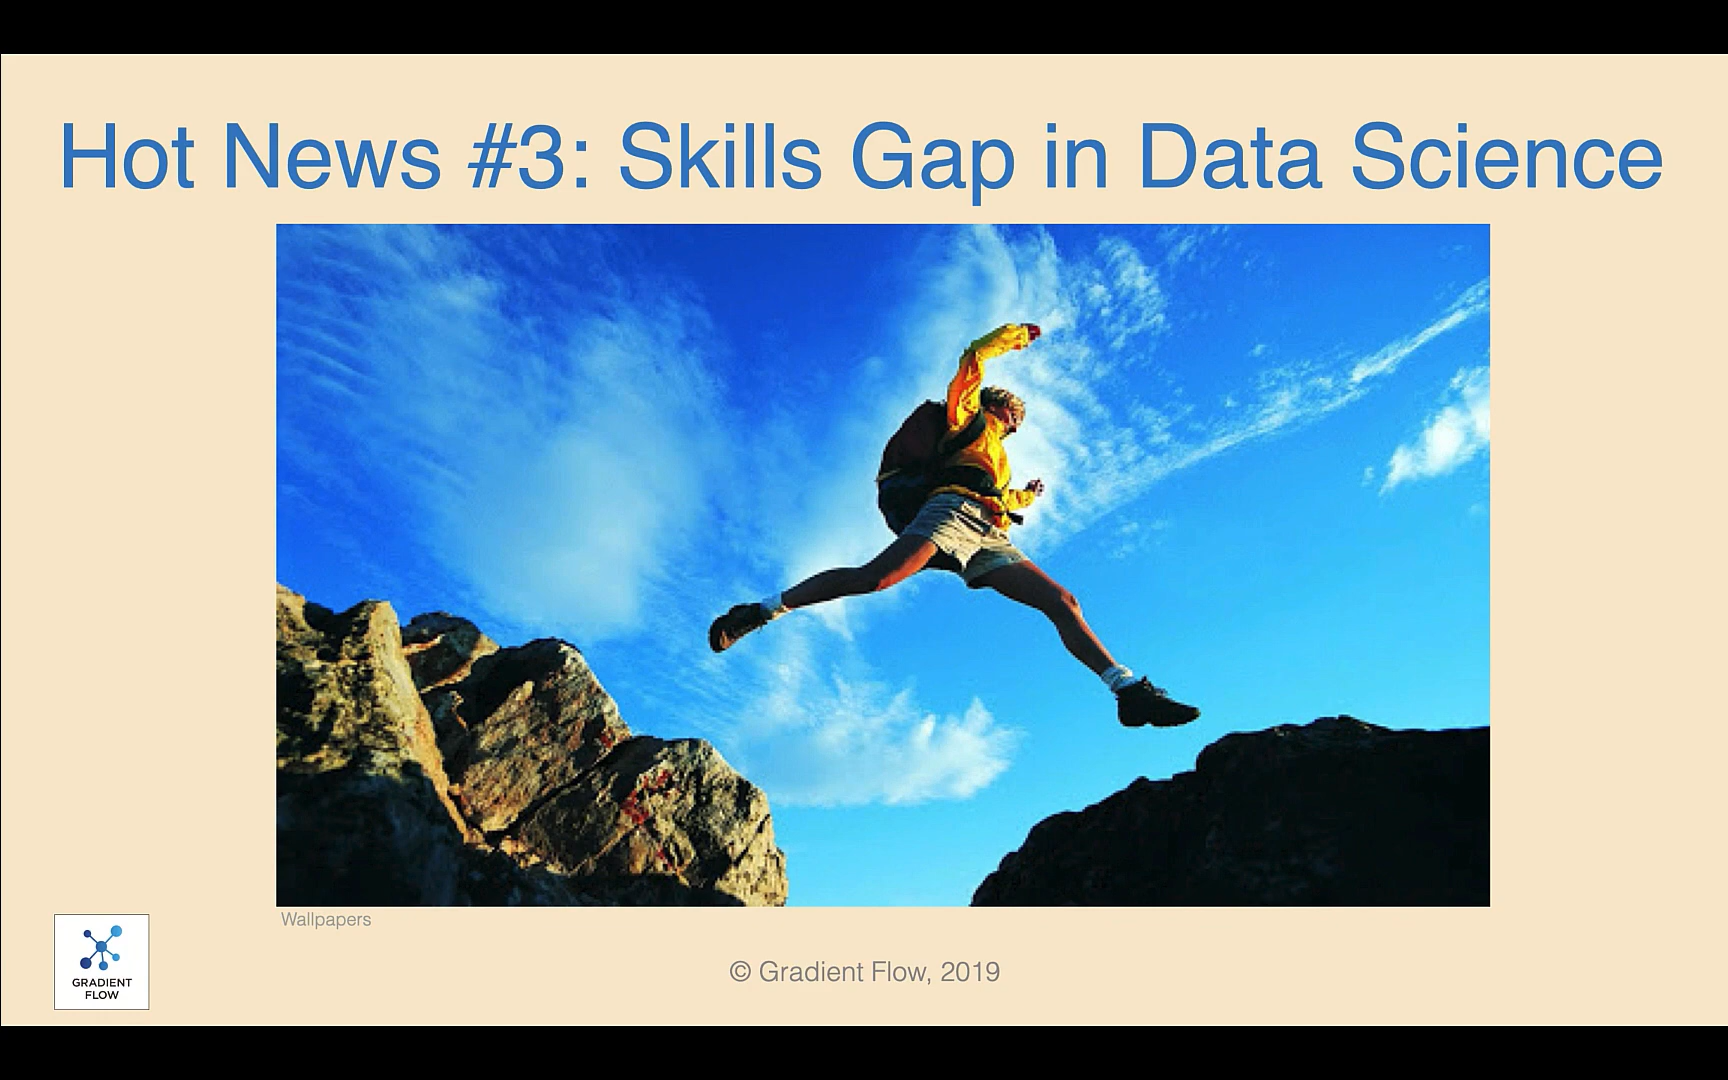 Hot News #3: Skills Gap in Data Science
Wallpapers
GRADIENT
FLOW
© Gradient Flow, 2019